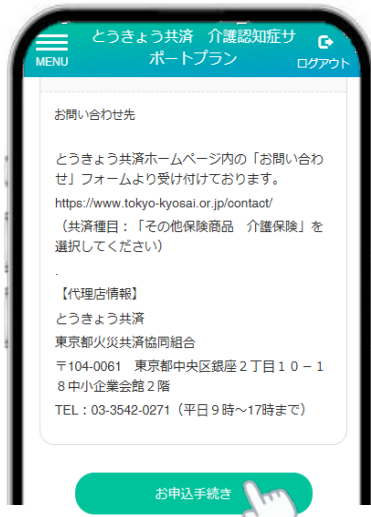 とうきょう共済　介護認知症サ
ポートプラン
MENU
ログアウト
お問い合わせ先
とうきょう共済ホームページ内の「お問い合わ
せ」フォームより受け付けております。
https://www.tokyo-kyosai.or.jp/contact/
（共済種目：「その他保険商品　介護保険」を
選択してください）
.
【代理店情報】
とうきょう共済
東京都火災共済協同組合
〒104-0061　東京都中央区銀座２丁目１０－１
８中小企業会館２階
TEL：03-3542-0271（平日９時～17時まで）
お申込手続き